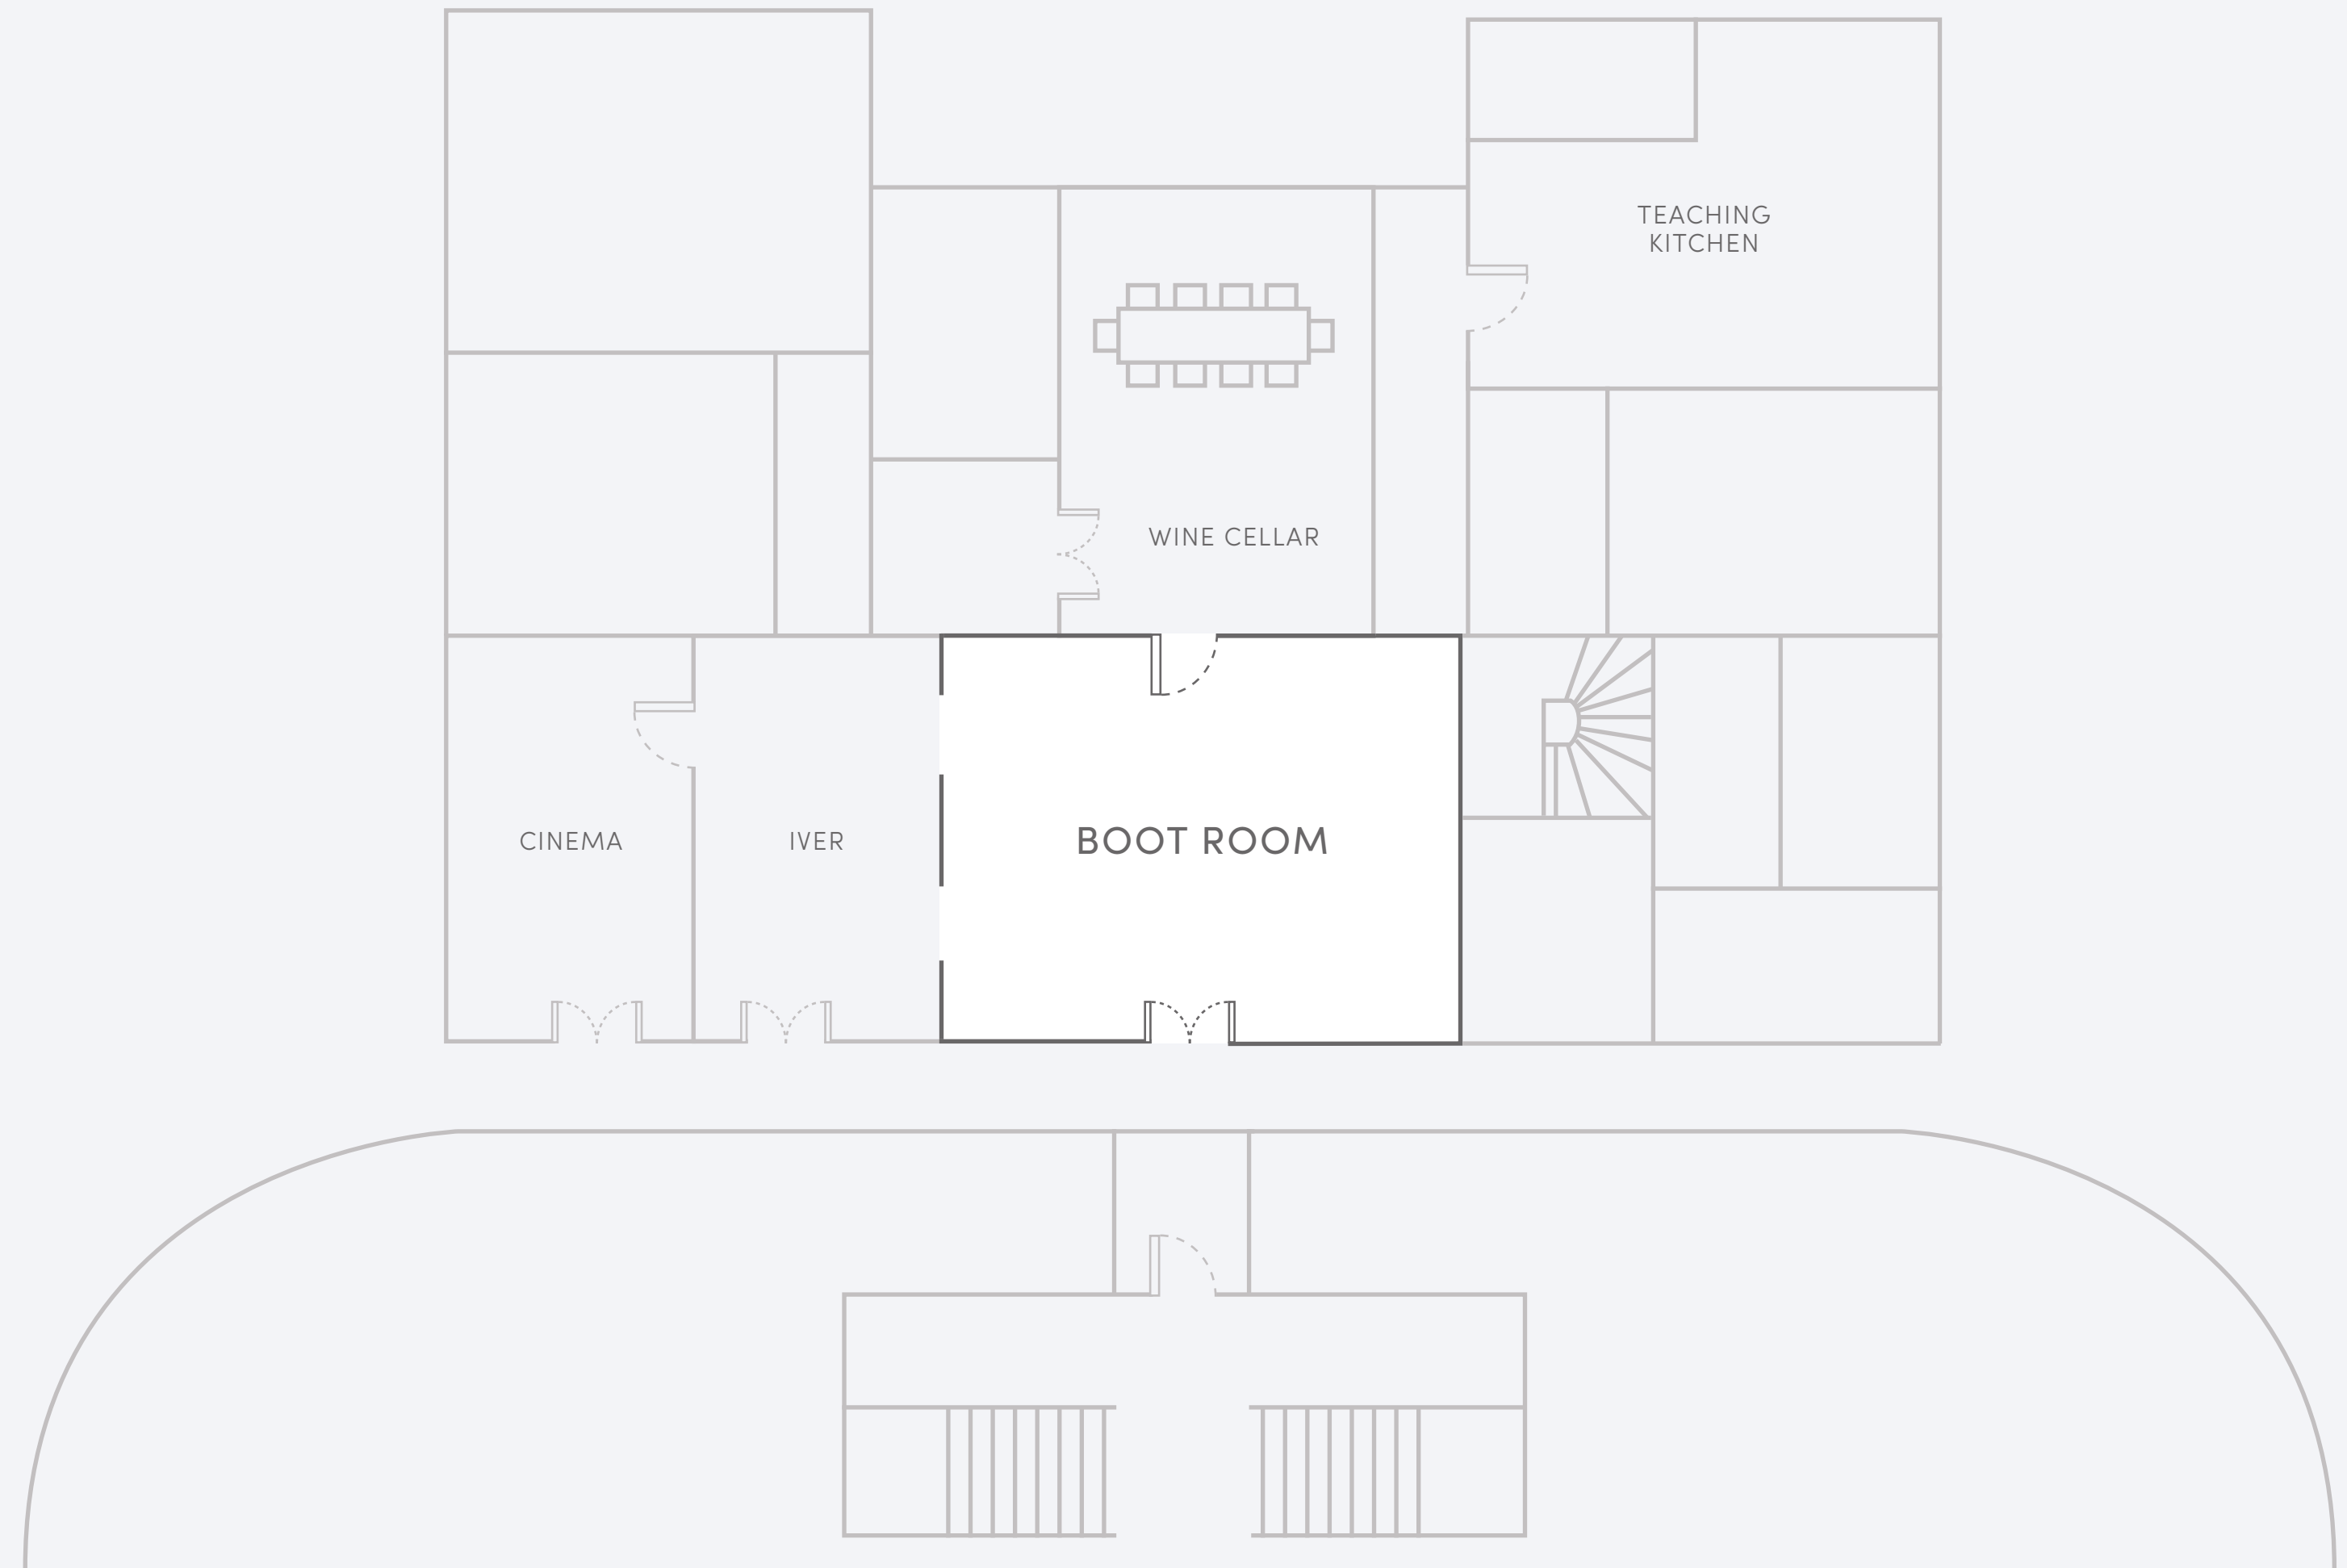 TEACHING
KITCHEN
WINE CELLAR
CINEMA
IVER
BOOT ROOM